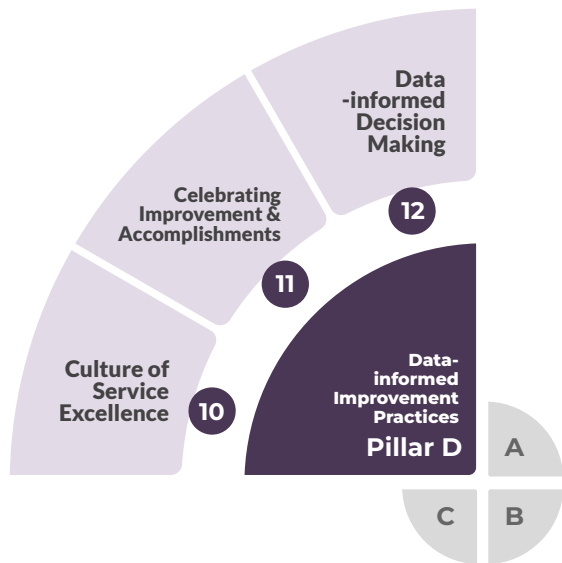 Data
-informed
Decision
Making
12
Celebrating
Improvement &
Accomplishments
11
Culture of
Service
Excellence
10
Data-
informed
Improvement
Practices
Pillar D
A
C
B